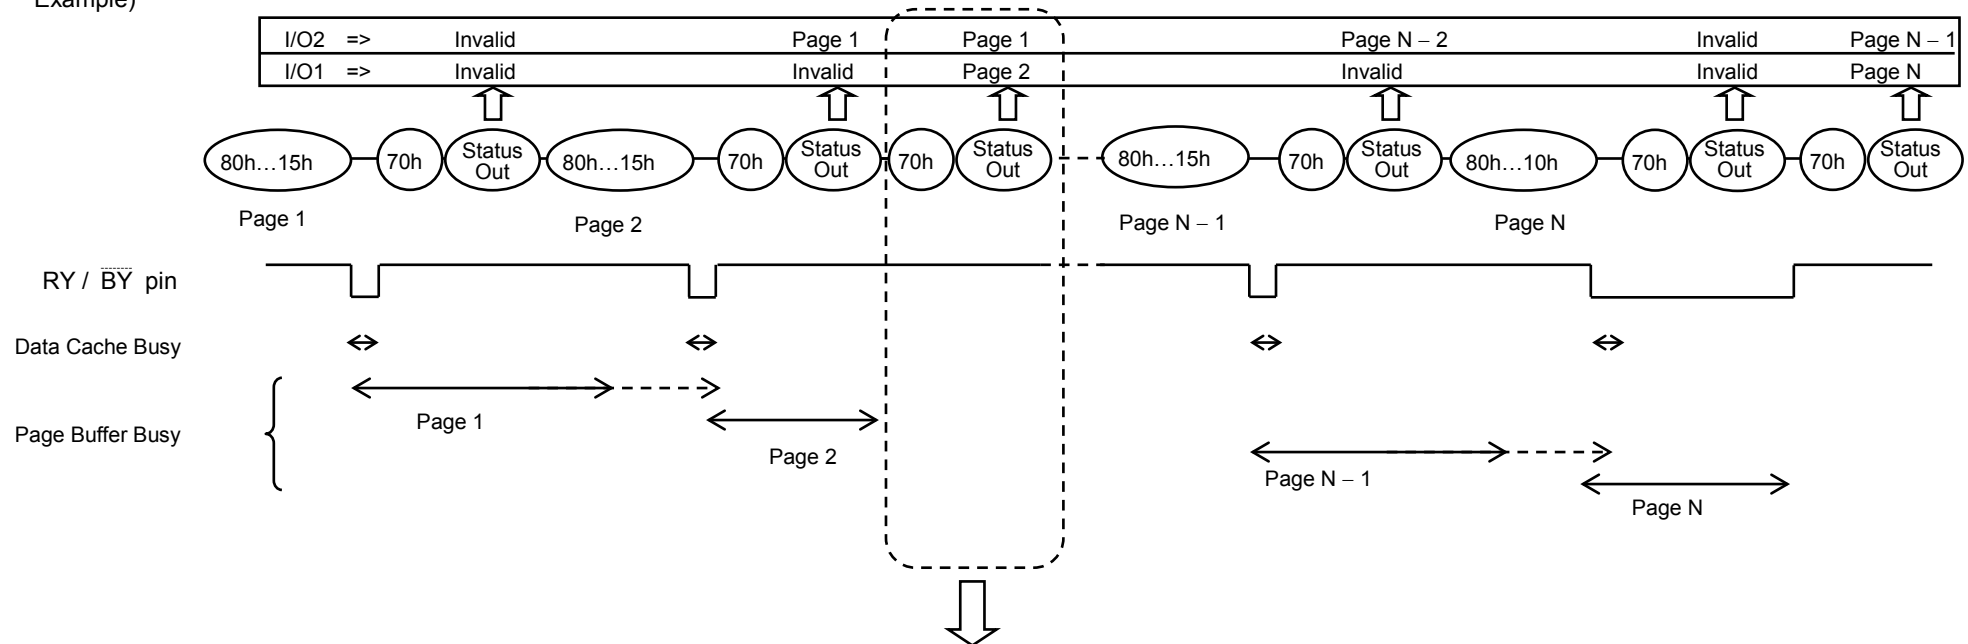 Example)
I/O2 => Invalid Page 1 Page 1 Page N – 2 Invalid Page N – 1
I/O1 => Invalid Invalid Page 2 Invalid Invalid Page N
80h…15h 70h Status Out 80h…15h 70h Status Out 70h Status Out 80h…15h 70h Status Out 80h…10h 70h Status Out 70h Status Out
Page 1 Page 2 Page N – 1 Page N
RY / BY pin
Data Cache Busy
Page 1
Page Buffer Busy
Page 2
Page N – 1
Page N